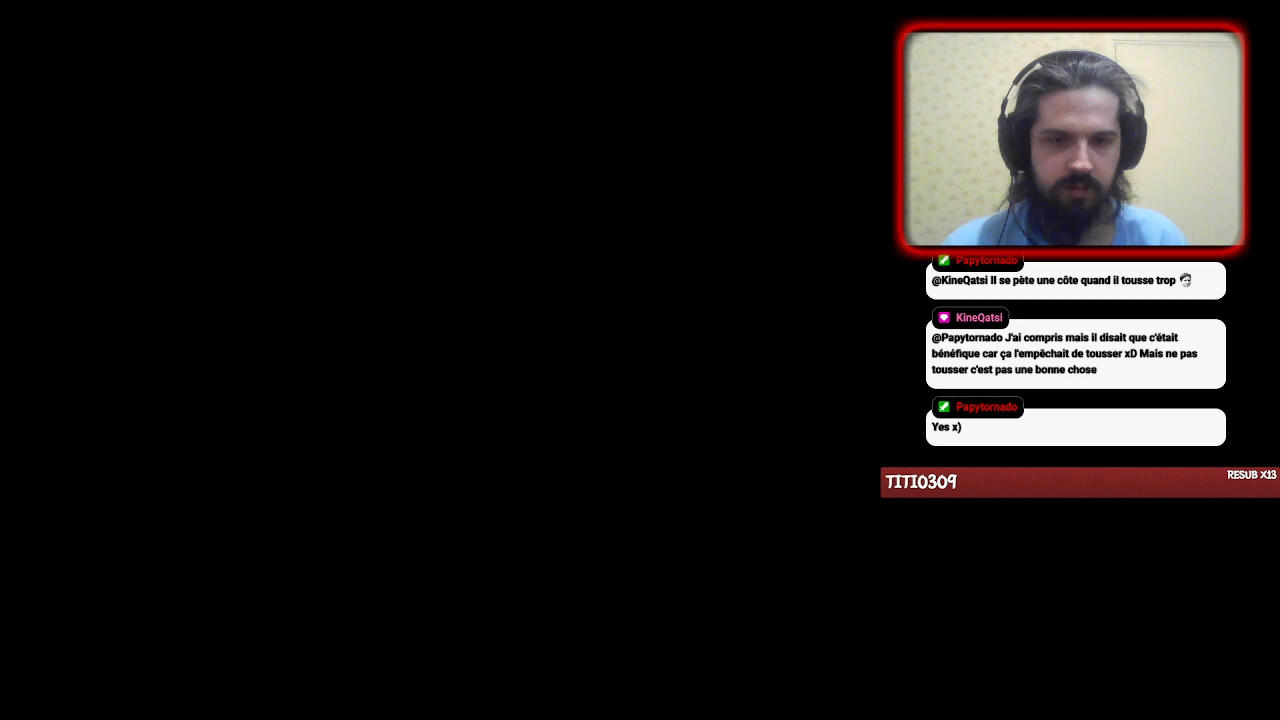 Papytornado
@KineQatsi Il se pète une côte quand il tousse trop
KineQatsi
@Papytornado J'ai compris mais il disait que c'était
bénéfique car ça l'empêchait de tousser xD Mais ne pas
tousser c'est pas une bonne chose
Papytornado
Yes x)
TITI0309
RESUB X13